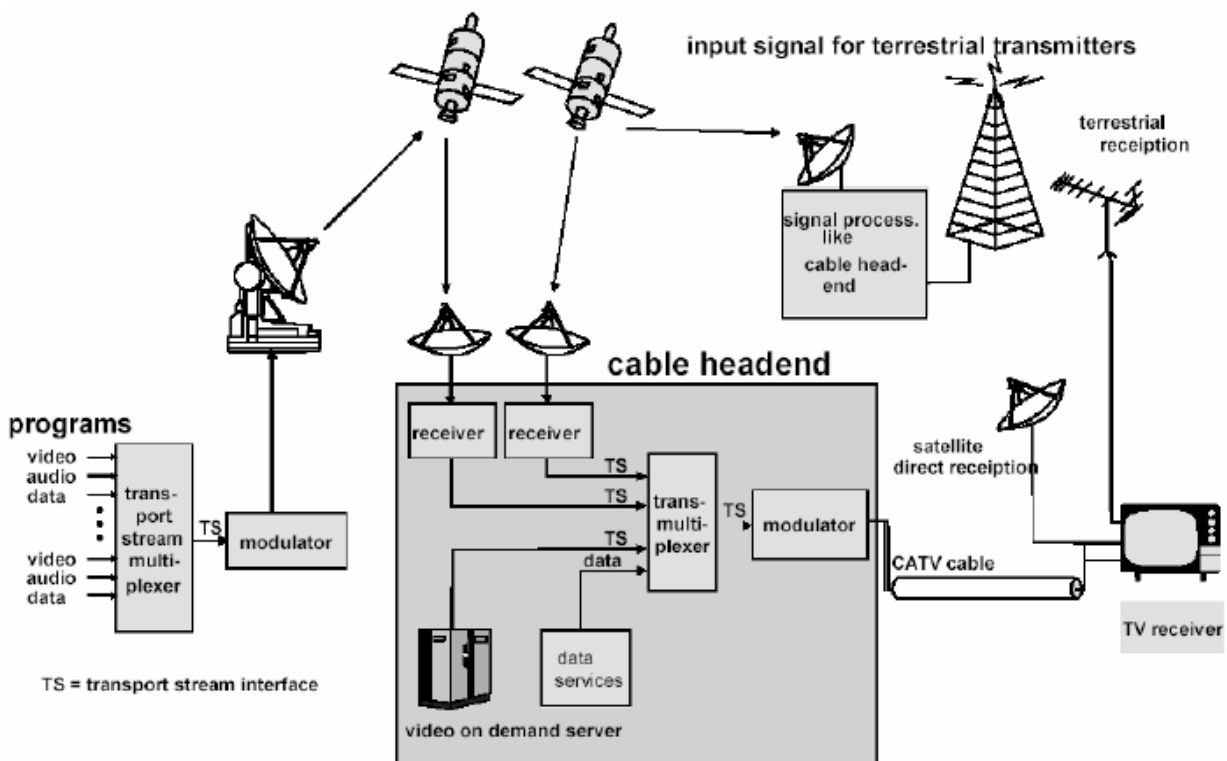 input signal for terrestrial transmitters
terrestrial
receiption
signal process.
like
cable head-
end
cable headend
programs
video
audio
data
video
audio
data
trans-
port
stream
multi-
plexer
TS
modulator
receiver
receiver
TS
TS
TS
data
trans-
multi-
plexer
TS
modulator
satellite
direct receiption
CATV cable
TV receiver
data
services
video on demand server
TS = transport stream interface